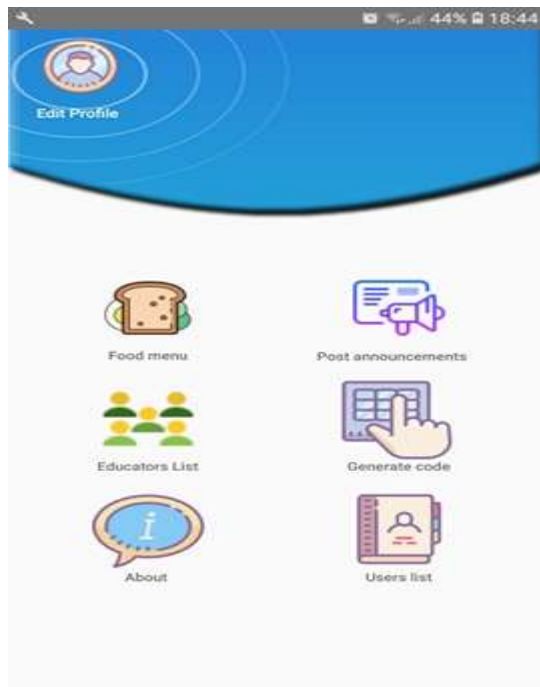 44% 18:44
Edit Profile
Food menu
Post announcements
Educators List
Generate code
i
About
Users list